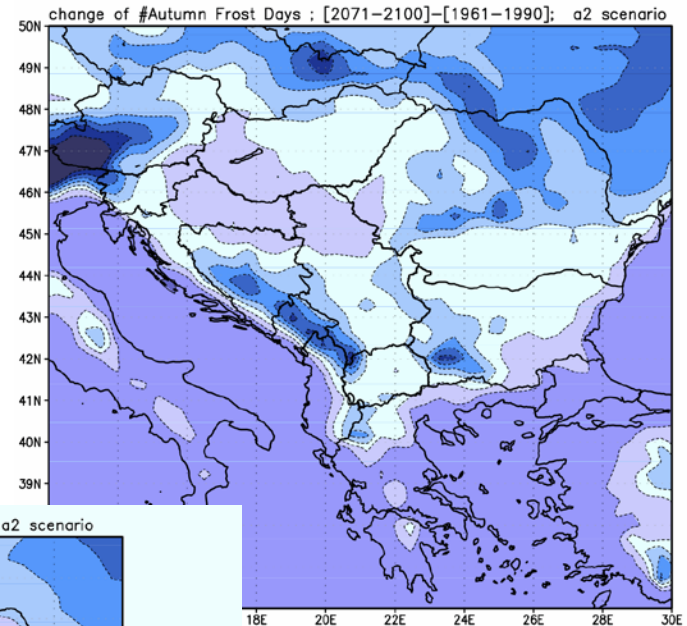 change of #Autumn Frost Days ; [2071−2100]−[1961−1990]; a2 scenario
50N
49N
48N
47N
46N
45N
44N
43N
42N
41N
40N
39N
a2 scenario
18E 20E 22E 24E 26E 28E 30E